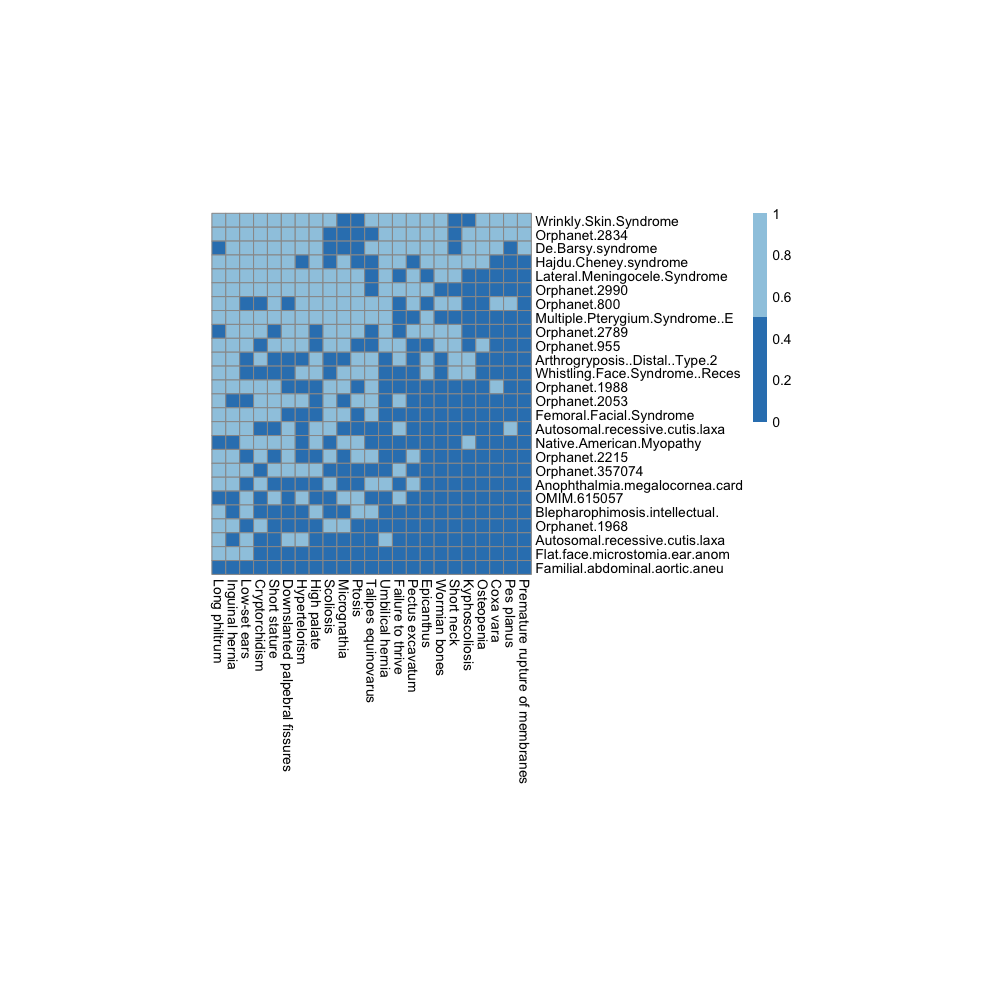 Wrinkly.Skin.Syndrome
Orphanet.2834
De.Barsy.syndrome
Hajdu.Cheney.syndrome
Lateral.Meningocele.Syndrome
Orphanet.2990
Orphanet.800
Multiple.Pterygium.Syndrome..E
Orphanet.2789
Orphanet.955
Arthrogryposis..Distal..Type.2
Whistling.Face.Syndrome..Reces
Orphanet.1988
Orphanet.2053
Femoral.Facial.Syndrome
Autosomal.recessive.cutis.laxa
Native.American.Myopathy
Orphanet.2215
Orphanet.357074
Anophthalmia.megalocornea.card
OMIM.615057
Blepharophimosis.intellectual.
Orphanet.1968
Autosomal.recessive.cutis.laxa
Flat.face.microstomia.ear.anom
Familial.abdominal.aortic.aneu
1
0.8
0.6
0.4
0.2
0
Long philtrum
Inguinal hernia
Low-set ears
Cryptorchidism
Short stature
Downslanted palpebral fissures
Hypertelorism
High palate
Scoliosis
Micrognathia
Ptosis
Talipes equinovarus
Umbilical hernia
Failure to thrive
Pectus excavatum
Epicanthus
Wormian bones
Short neck
Kyphoscoliosis
Osteopenia
Coxa vara
Pes planus
Premature rupture of membranes